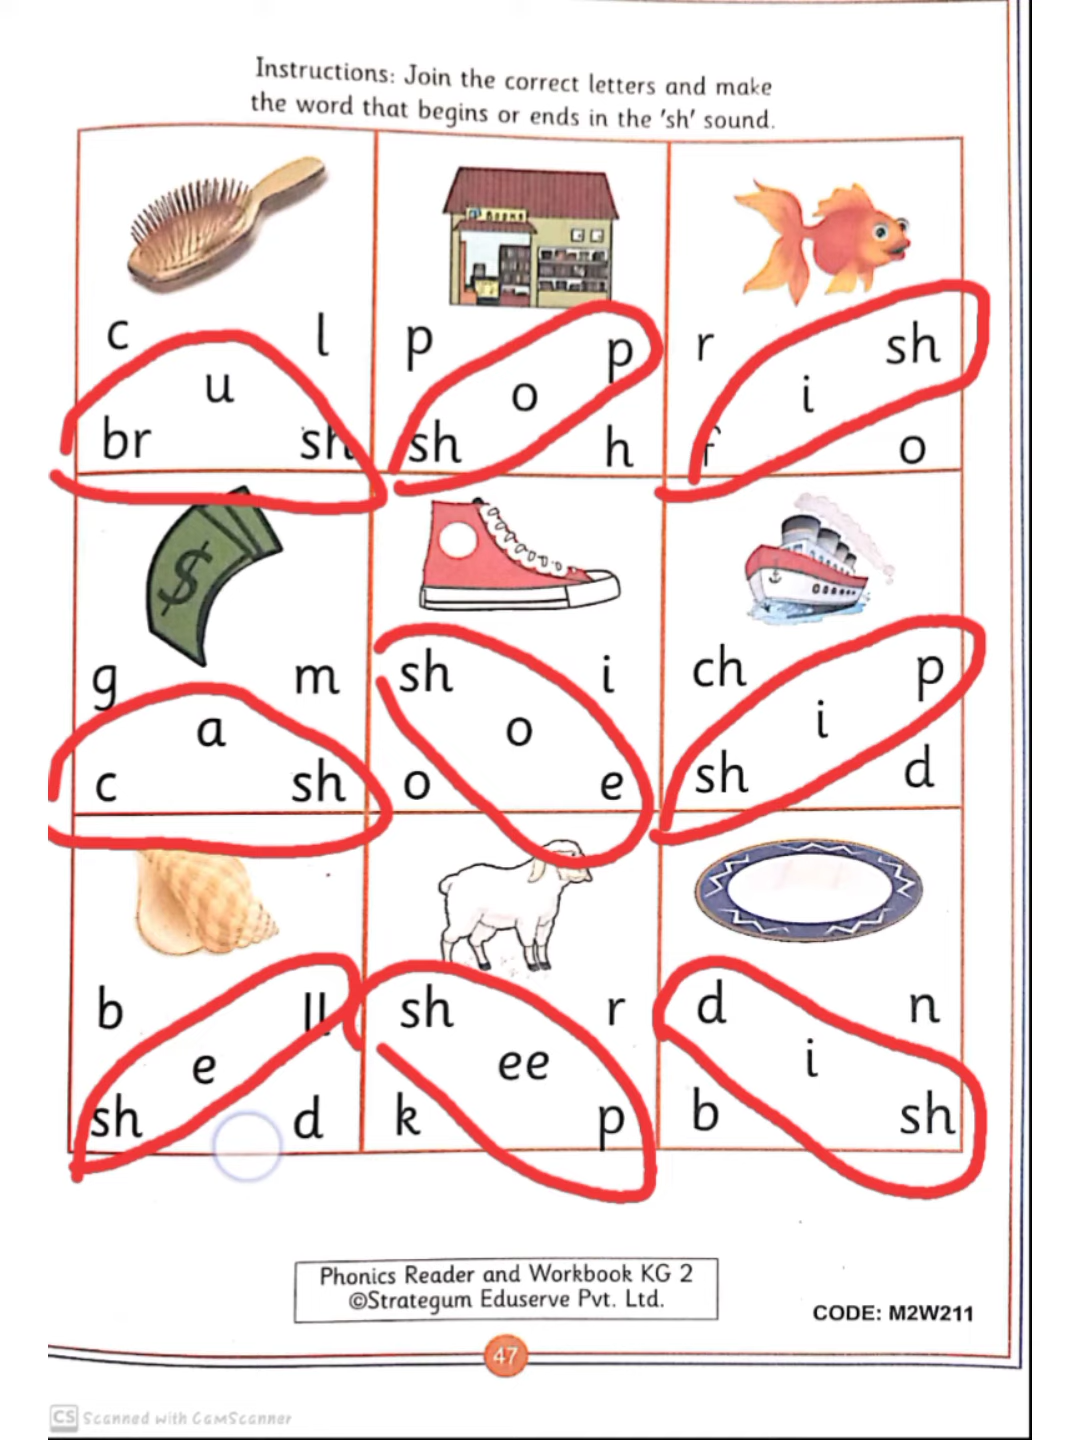 Instructions: Join the correct letters and make
the word that begins or ends in the 'sh' sound.
c l
u
br sh
p p
o
sh h
r sh
i
f o
$
g m
a
c sh
sh i
o
o e
ch p
i
sh d
b ll
e
sh d
sh r
ee
k p
d n
i
b sh
Phonics Reader and Workbook KG 2
©Strategum Eduserve Pvt. Ltd.
CODE: M2W211
47
CS Scanned with CamScanner